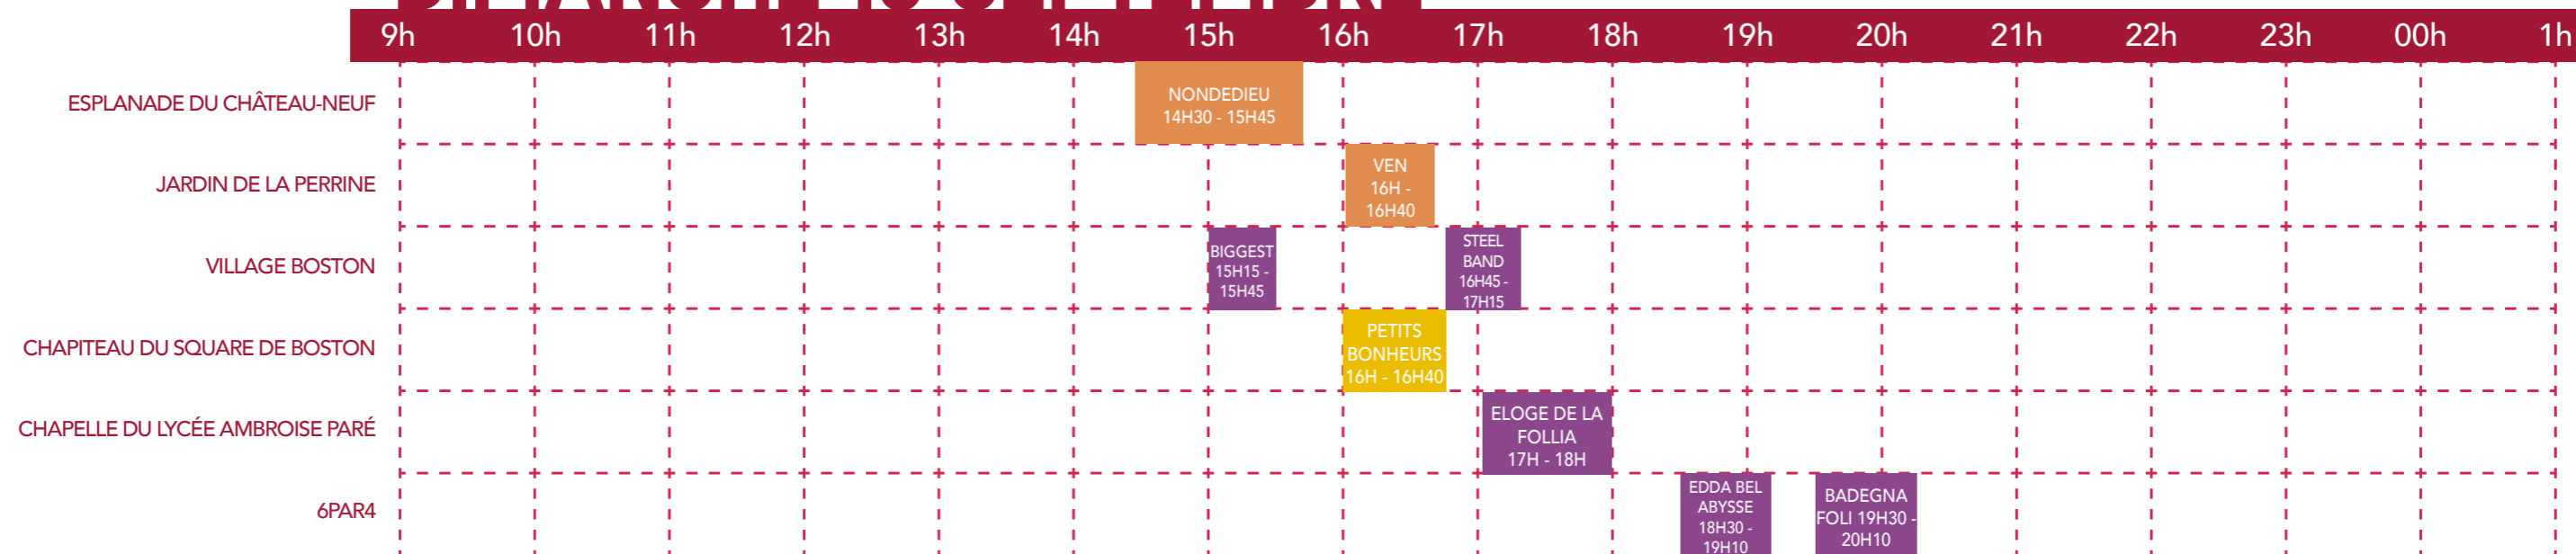 9h 10h 11h 12h 13h 14h 15h 16h 17h 18h 19h 20h 21h 22h 23h 00h 1h
ESPLANADE DU CHÂTEAU-NEUF
NONDEDIEU
14H30 - 15H45
JARDIN DE LA PERRINE
VEN
16H -
16H40
VILLAGE BOSTON
BIGGEST
15H15 -
15H45
STEEL
BAND
16H45 -
17H15
CHAPITEAU DU SQUARE DE BOSTON
PETITS
BONHEURS
16H - 16H40
CHAPELLE DU LYCÉE AMBROISE PARÉ
ELOGE DE LA
FOLLIA
17H - 18H
6PAR4
EDDA BEL
ABYSSE
18H30 -
19H10
BADEGNA
FOLI 19H30 -
20H10